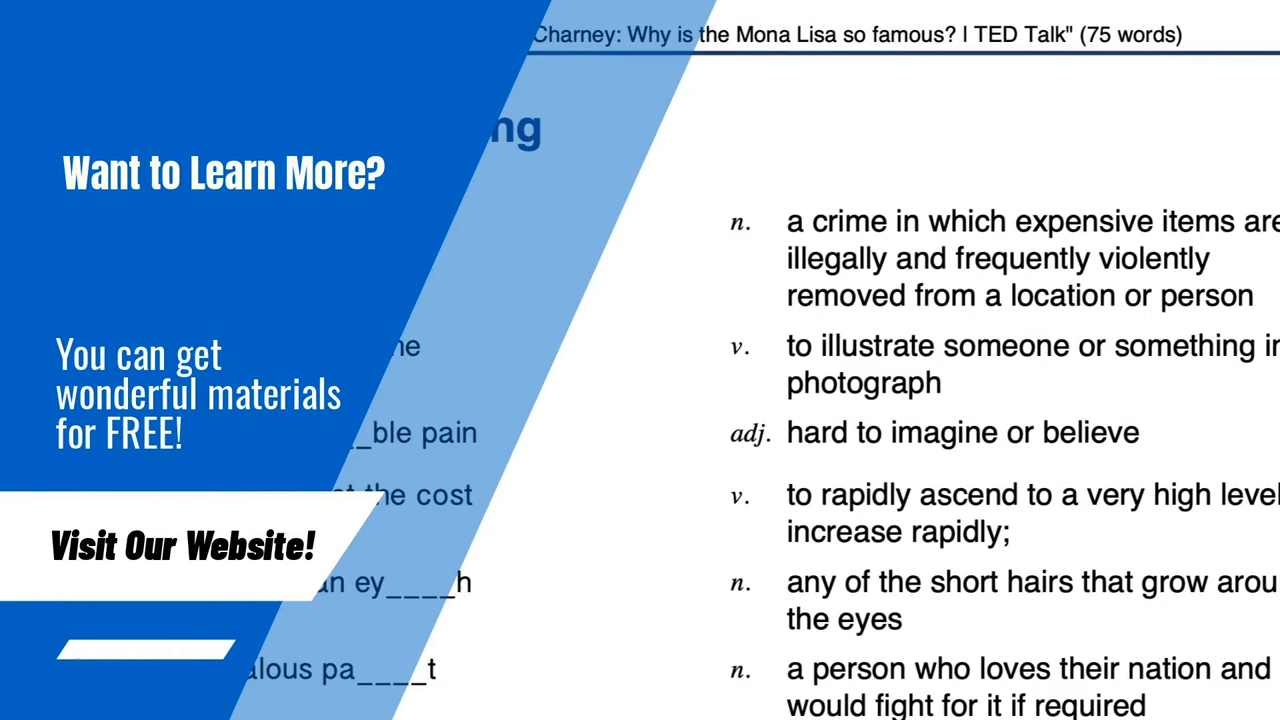 Charney: Why is the Mona Lisa so famous? | TED Talk" (75 words)
ng
Want to Learn More?
You can get
wonderful materials
for FREE!
Visit Our Website!
ne
__ble pain
the cost
an ey____h
alous pa____t
n. a crime in which expensive items are
illegally and frequently violently
removed from a location or person
v. to illustrate someone or something in
photograph
adj. hard to imagine or believe
v. to rapidly ascend to a very high level
increase rapidly;
n. any of the short hairs that grow arou
the eyes
n. a person who loves their nation and
would fight for it if required